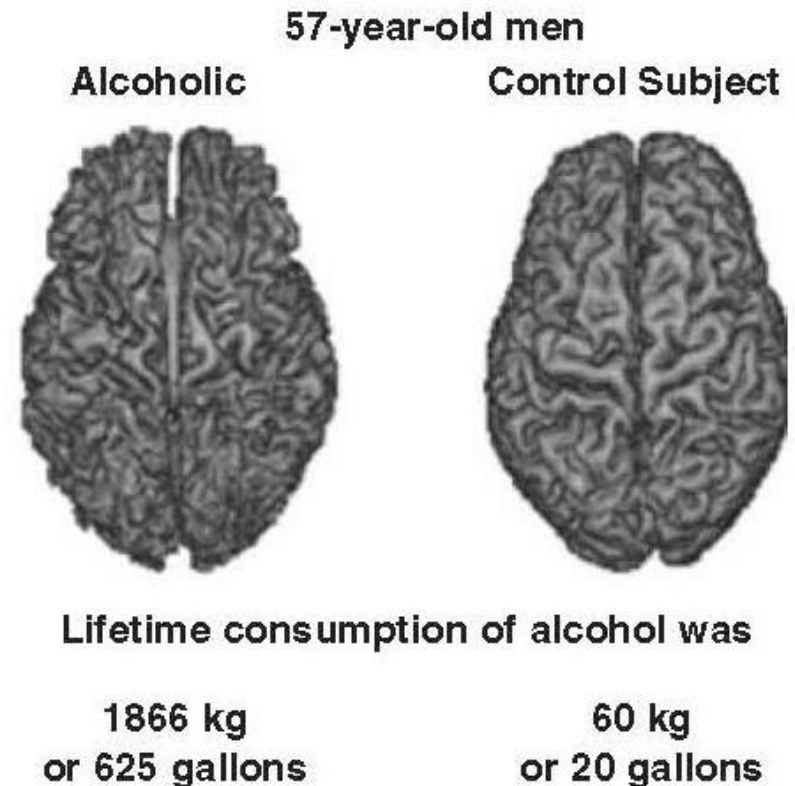 57-year-old men
Alcoholic
Control Subject
Lifetime consumption of alcohol was
1866 kg
or 625 gallons
60 kg
or 20 gallons